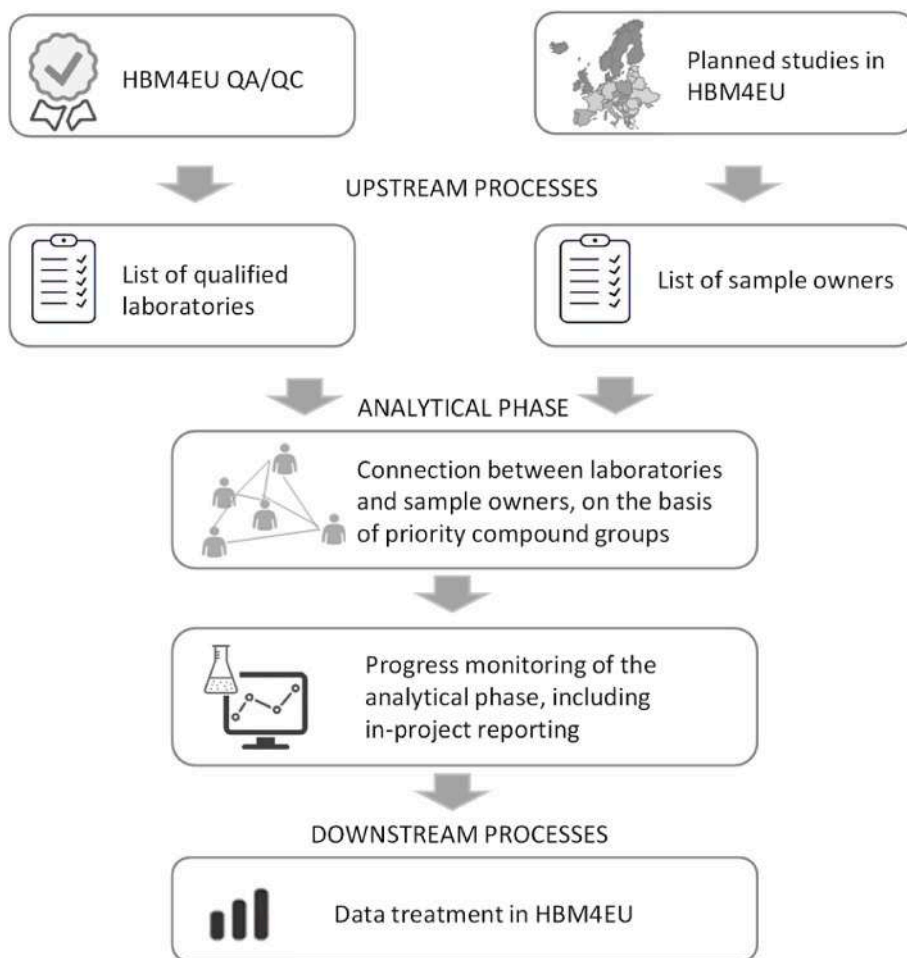 HBM4EU QA/QC
Planned studies in
HBM4EU
UPSTREAM PROCESSES
List of qualified
laboratories
List of sample owners
ANALYTICAL PHASE
Connection between laboratories
and sample owners, on the basis
of priority compound groups
Progress monitoring of the
analytical phase, including
in-project reporting
DOWNSTREAM PROCESSES
Data treatment in HBM4EU